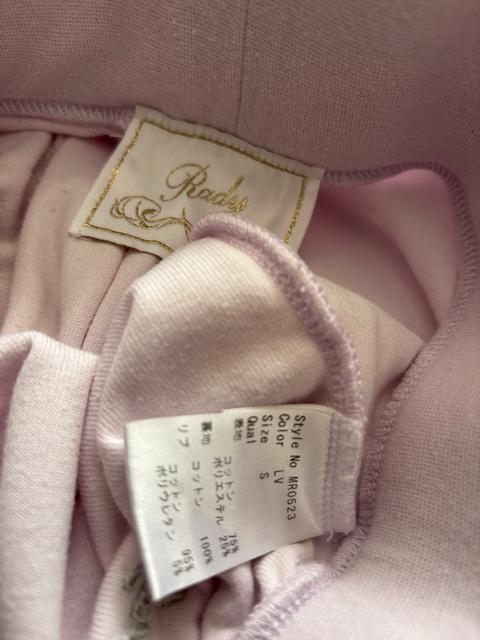 Rady
Style No MR0523
Color LV
Size S
Qual
表地 コットン 75%
ポリエステル 25%
裏地 コットン 100%
リブ コットン 95%
ポリウレタン 5%